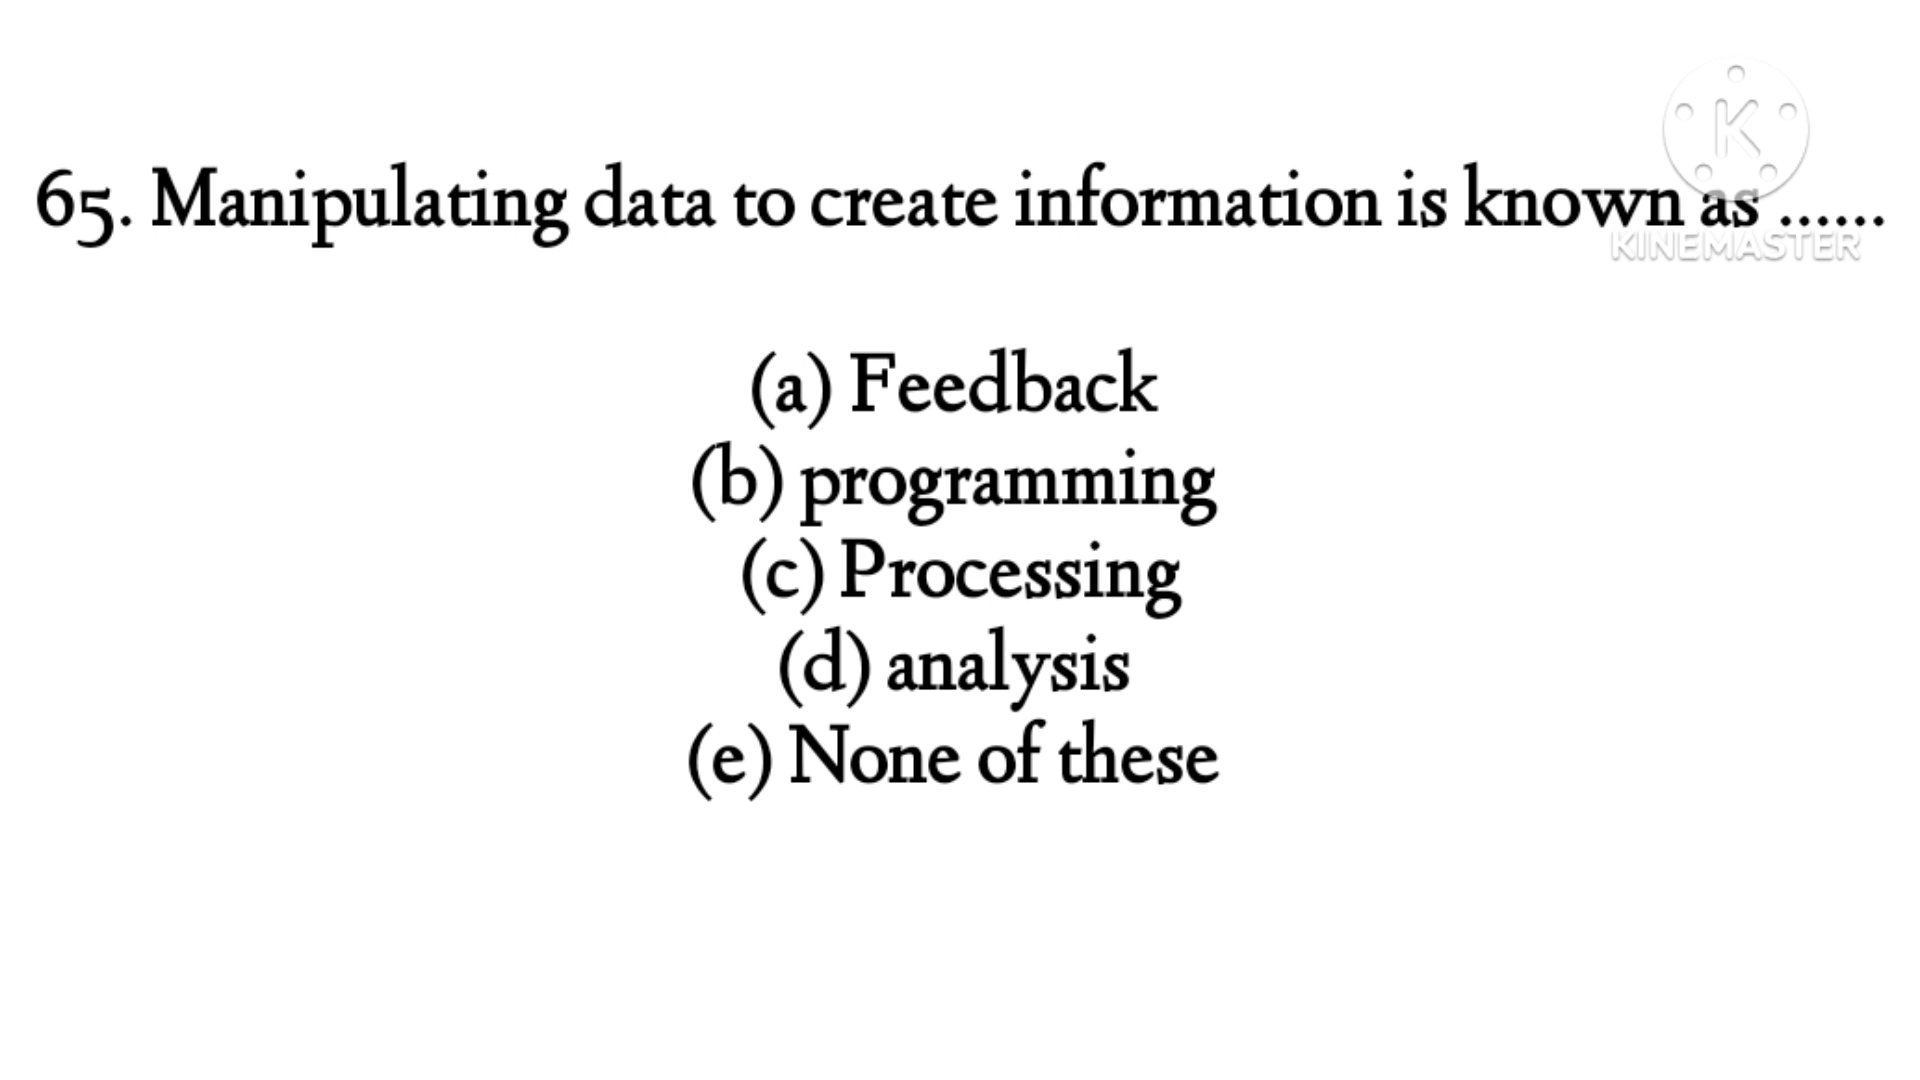 65. Manipulating data to create information is known as ......
KINEMASTER
(a) Feedback
(b) programming
(c) Processing
(d) analysis
(e) None of these